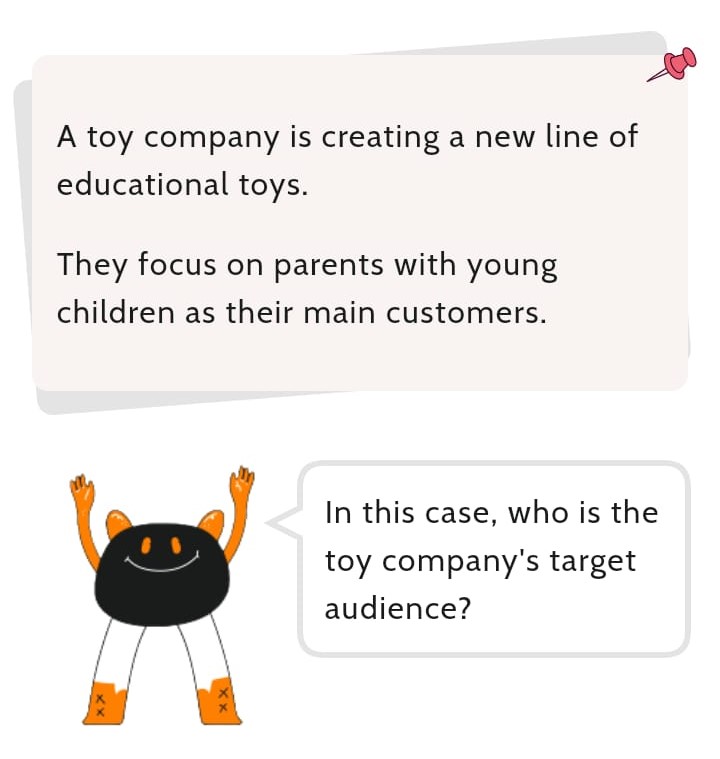 A toy company is creating a new line of
educational toys.
They focus on parents with young
children as their main customers.
In this case, who is the
toy company's target
audience?